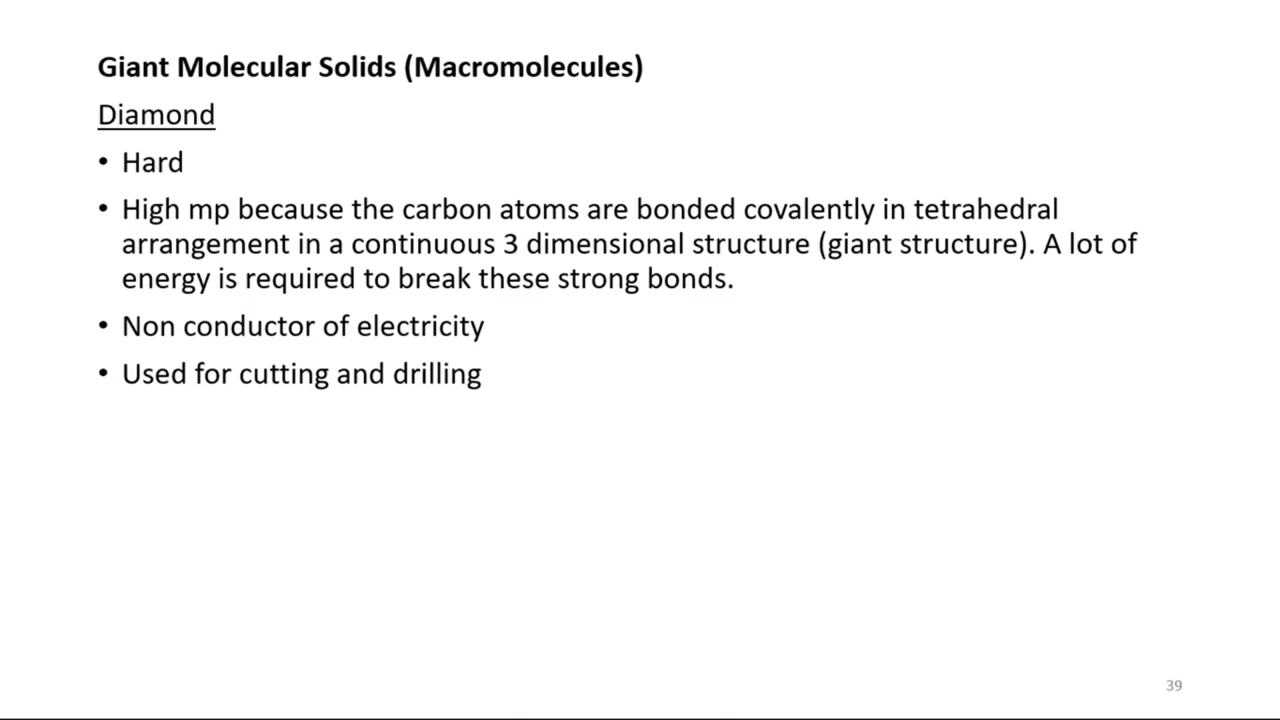 Giant Molecular Solids (Macromolecules)
Diamond
• Hard
• High mp because the carbon atoms are bonded covalently in tetrahedral
arrangement in a continuous 3 dimensional structure (giant structure). A lot of
energy is required to break these strong bonds.
• Non conductor of electricity
• Used for cutting and drilling
39